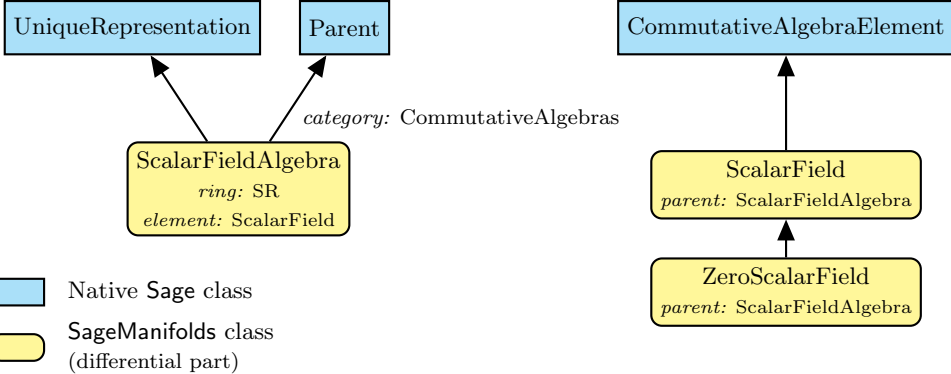 UniqueRepresentation
Parent
CommutativeAlgebraElement
category: CommutativeAlgebras
ScalarFieldAlgebra
ring: SR
element: ScalarField
ScalarField
parent: ScalarFieldAlgebra
ZeroScalarField
parent: ScalarFieldAlgebra
Native Sage class
SageManifolds class
(differential part)